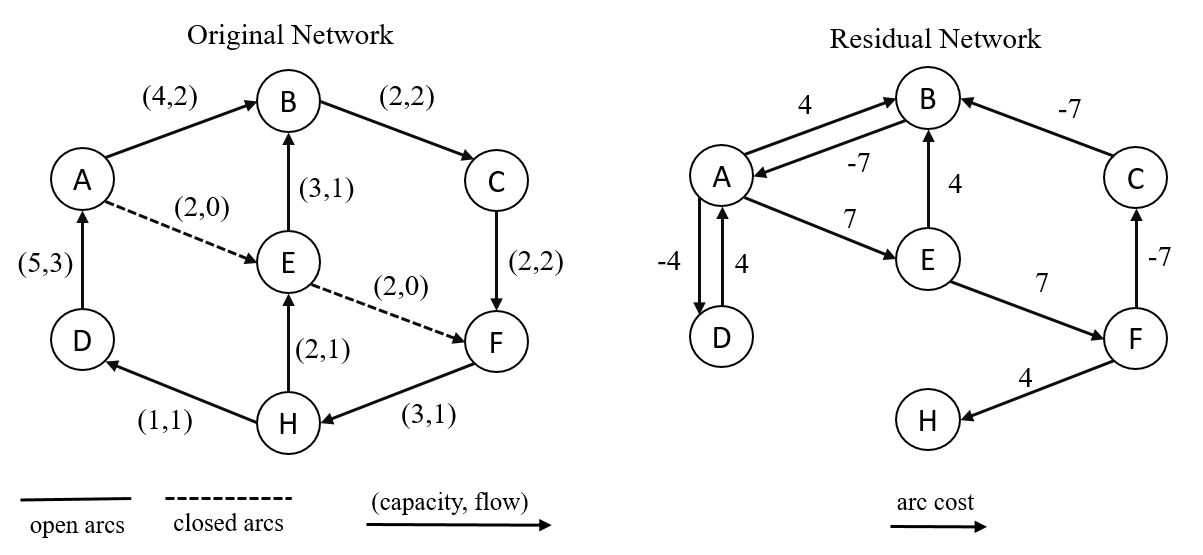 Original Network
Residual Network
(4,2)
B
(2,2)
A
C
(2,0)
(3,1)
(5,3)
E
(2,0)
(2,2)
D
(2,1)
F
(1,1)
H
(3,1)
4
B
-7
A
-7
C
7
4
-4
4
E
7
-7
D
F
4
H
open arcs
closed arcs
(capacity, flow)
arc cost